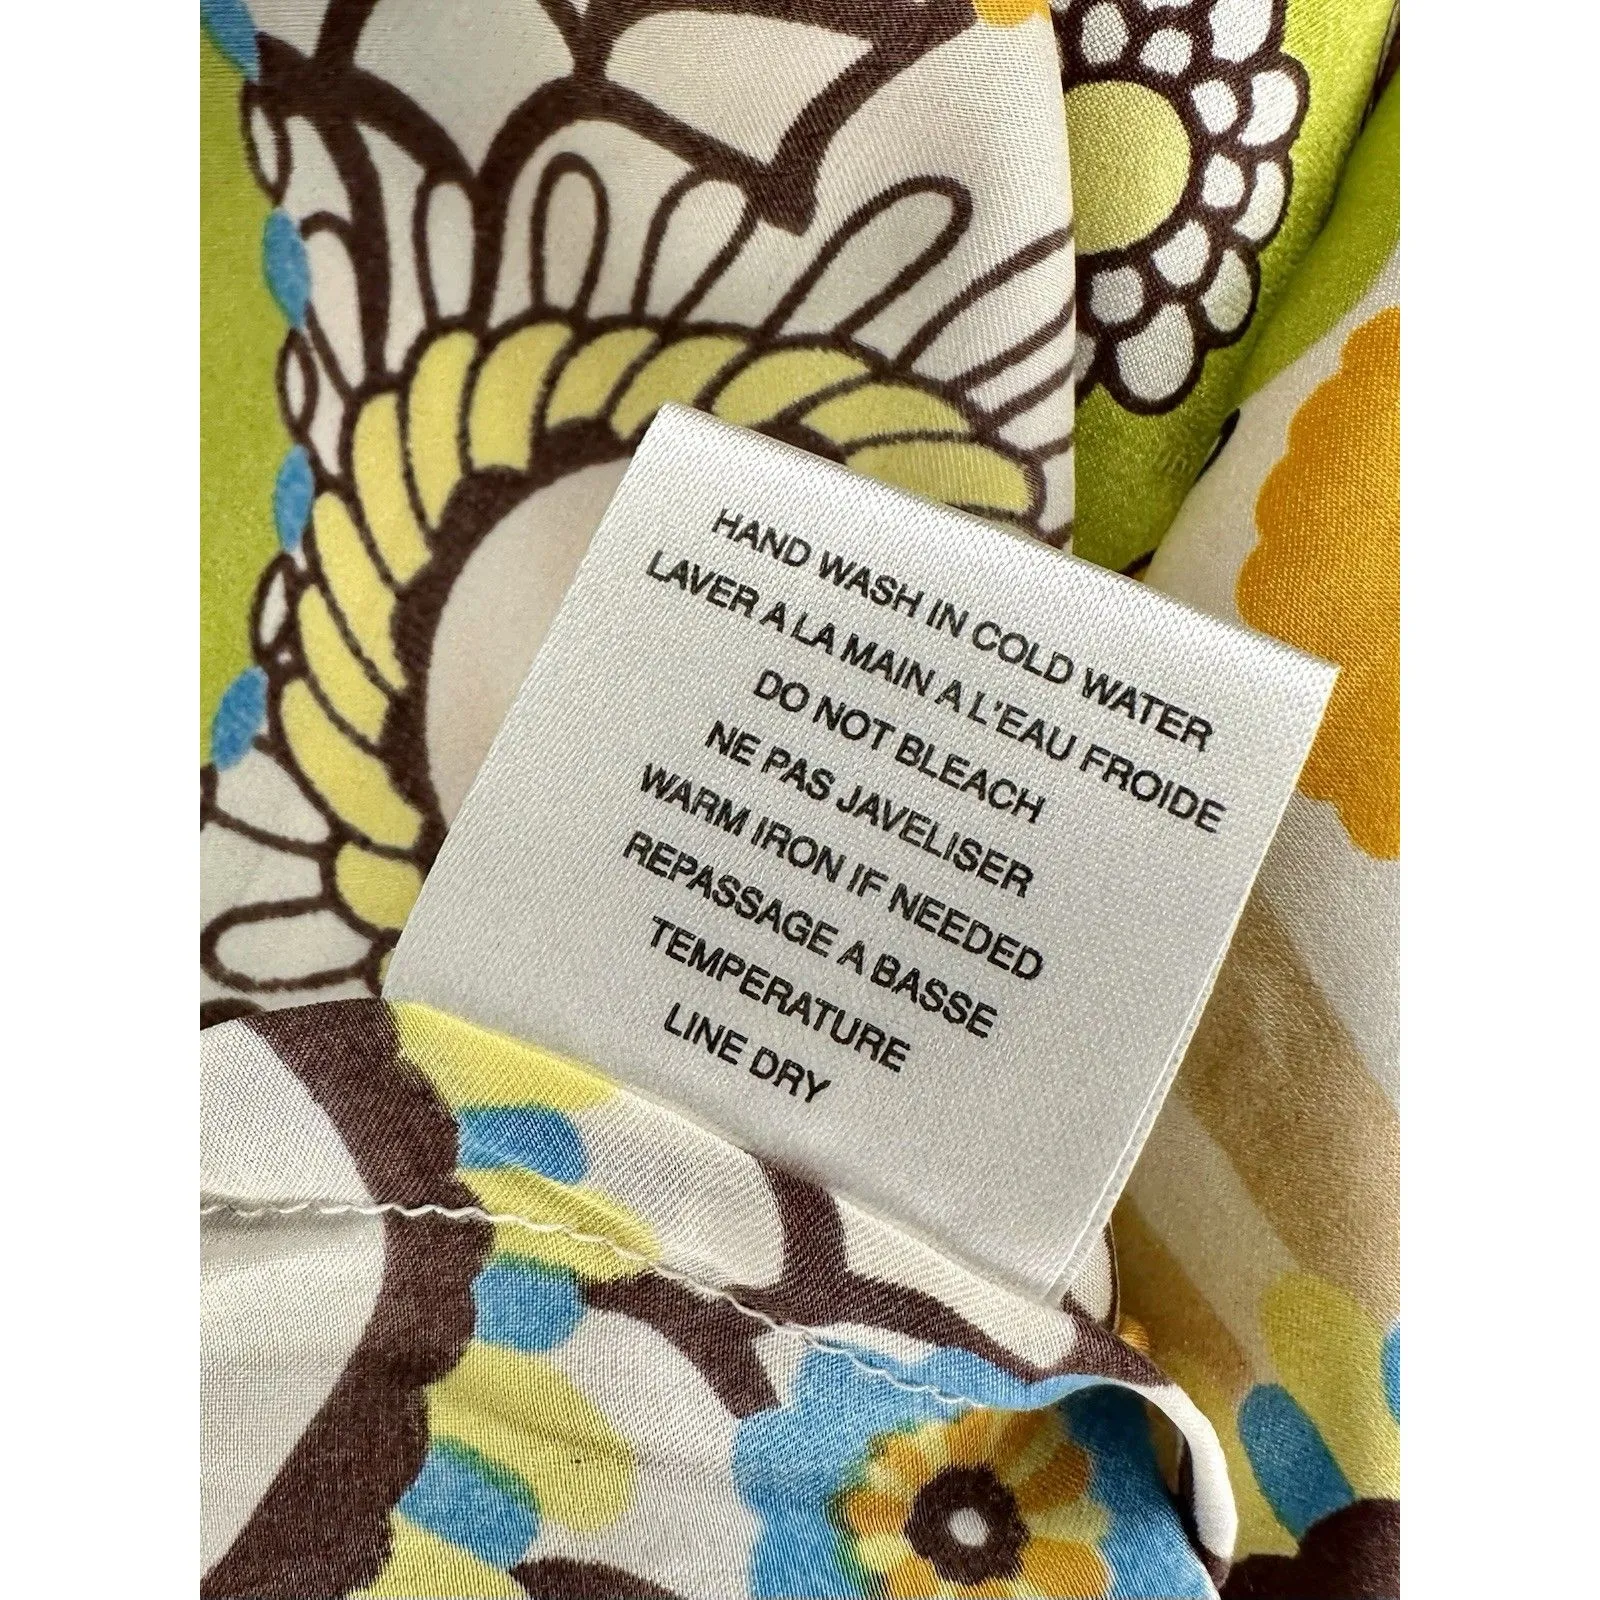 HAND WASH IN COLD WATER
LAVER A LA MAIN A L'EAU FROIDE
DO NOT BLEACH
NE PAS JAVELISER
WARM IRON IF NEEDED
REPASSAGE A BASSE
TEMPERATURE
LINE DRY